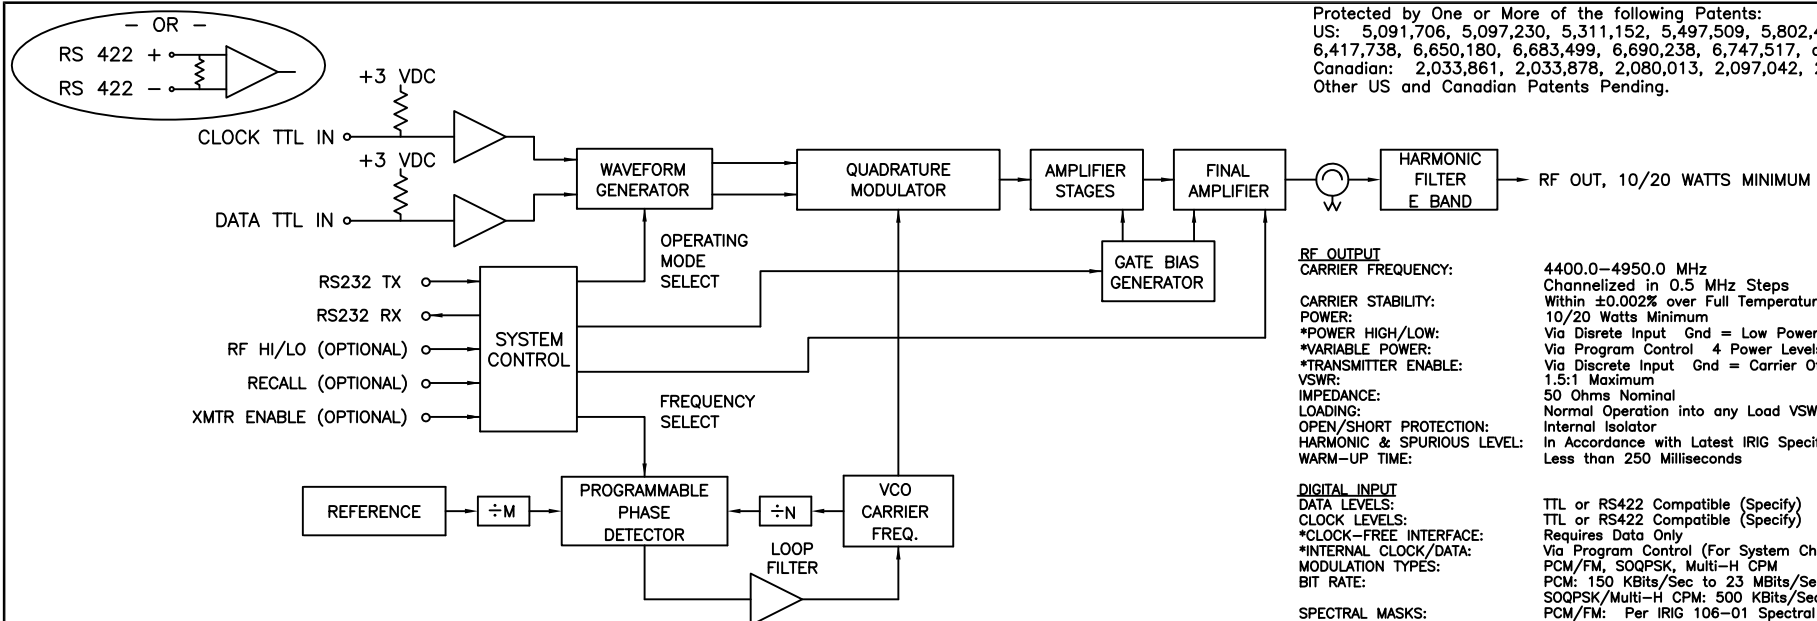 - OR -
RS 422 +
RS 422 -
+3 VDC
CLOCK TTL IN
+3 VDC
DATA TTL IN
WAVEFORM
GENERATOR
QUADRATURE
MODULATOR
AMPLIFIER
STAGES
FINAL
AMPLIFIER
HARMONIC
FILTER
E BAND
RF OUT, 10/20 WATTS MINIMUM
OPERATING
MODE
SELECT
GATE BIAS
GENERATOR
RS232 TX
RS232 RX
RF HI/LO (OPTIONAL)
RECALL (OPTIONAL)
XMTR ENABLE (OPTIONAL)
SYSTEM
CONTROL
FREQUENCY
SELECT
REFERENCE
÷M
PROGRAMMABLE
PHASE
DETECTOR
÷N
VCO
CARRIER
FREQ.
LOOP
FILTER
Protected by One or More of the following Patents:
US: 5,091,706, 5,097,230, 5,311,152, 5,497,509, 5,802,4
6,417,738, 6,650,180, 6,683,499, 6,690,238, 6,747,517,
Canadian: 2,033,861, 2,033,878, 2,080,013, 2,097,042,
Other US and Canadian Patents Pending.
RF OUTPUT
CARRIER FREQUENCY: 4400.0-4950.0 MHz
Channelized in 0.5 MHz Steps
CARRIER STABILITY: Within ±0.002% over Full Temperatur
POWER: 10/20 Watts Minimum
*POWER HIGH/LOW: Via Disrete Input Gnd = Low Power
*VARIABLE POWER: Via Program Control 4 Power Levels
*TRANSMITTER ENABLE: Via Discrete Input Gnd = Carrier O
VSWR: 1.5:1 Maximum
IMPEDANCE: 50 Ohms Nominal
LOADING: Normal Operation into any Load VSW
OPEN/SHORT PROTECTION: Internal Isolator
HARMONIC & SPURIOUS LEVEL: In Accordance with Latest IRIG Specif
WARM-UP TIME: Less than 250 Milliseconds
DIGITAL INPUT
DATA LEVELS: TTL or RS422 Compatible (Specify)
CLOCK LEVELS: TTL or RS422 Compatible (Specify)
*CLOCK-FREE INTERFACE: Requires Data Only
*INTERNAL CLOCK/DATA: Via Program Control (For System Ch
MODULATION TYPES: PCM/FM, SOQPSK, Multi-H CPM
BIT RATE: PCM: 150 KBits/Sec to 23 MBits/Se
SOQPSK/Multi-H CPM: 500 KBits/Sec
SPECTRAL MASKS: PCM/FM: Per IRIG 106-01 Spectral